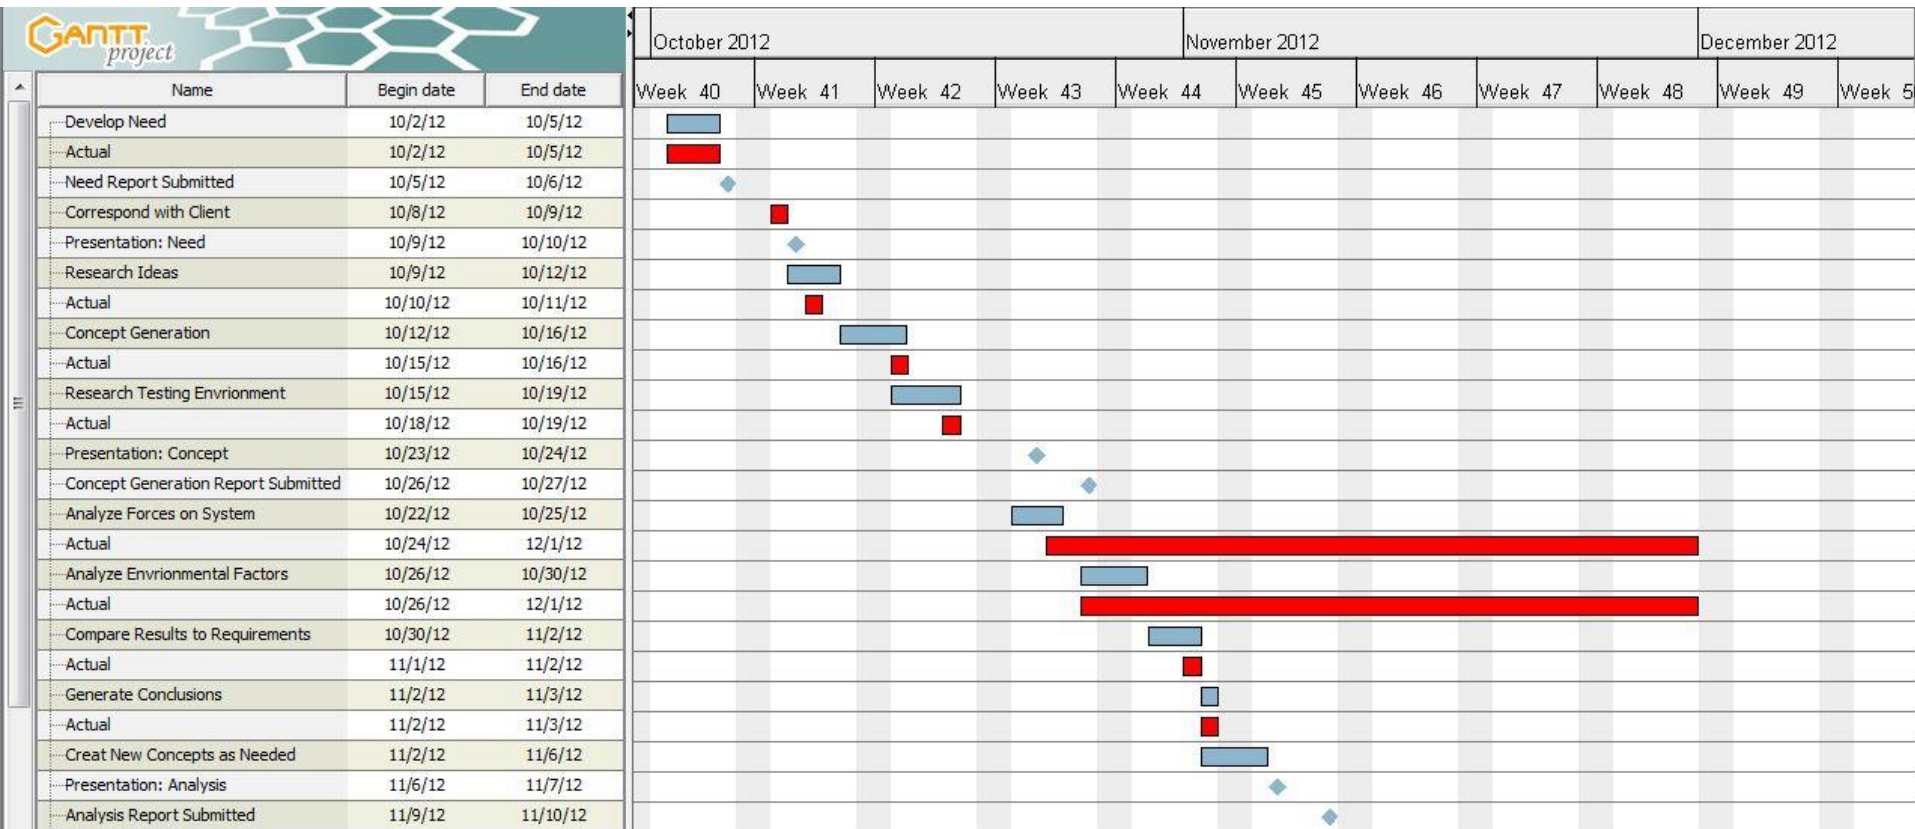 GANTT
project
October 2012 November 2012 December 2012
Name Begin date End date Week 40 Week 41 Week 42 Week 43 Week 44 Week 45 Week 46 Week 47 Week 48 Week 49 Week 5
Develop Need 10/2/12 10/5/12
Actual 10/2/12 10/5/12
Need Report Submitted 10/5/12 10/6/12
Correspond with Client 10/8/12 10/9/12
Presentation: Need 10/9/12 10/10/12
Research Ideas 10/9/12 10/12/12
Actual 10/10/12 10/11/12
Concept Generation 10/12/12 10/16/12
Actual 10/15/12 10/16/12
Research Testing Envrionment 10/15/12 10/19/12
Actual 10/18/12 10/19/12
Presentation: Concept 10/23/12 10/24/12
Concept Generation Report Submitted 10/26/12 10/27/12
Analyze Forces on System 10/22/12 10/25/12
Actual 10/24/12 12/1/12
Analyze Envrionmental Factors 10/26/12 10/30/12
Actual 10/26/12 12/1/12
Compare Results to Requirements 10/30/12 11/2/12
Actual 11/1/12 11/2/12
Generate Conclusions 11/2/12 11/3/12
Actual 11/2/12 11/3/12
Creat New Concepts as Needed 11/2/12 11/6/12
Presentation: Analysis 11/6/12 11/7/12
Analysis Report Submitted 11/9/12 11/10/12